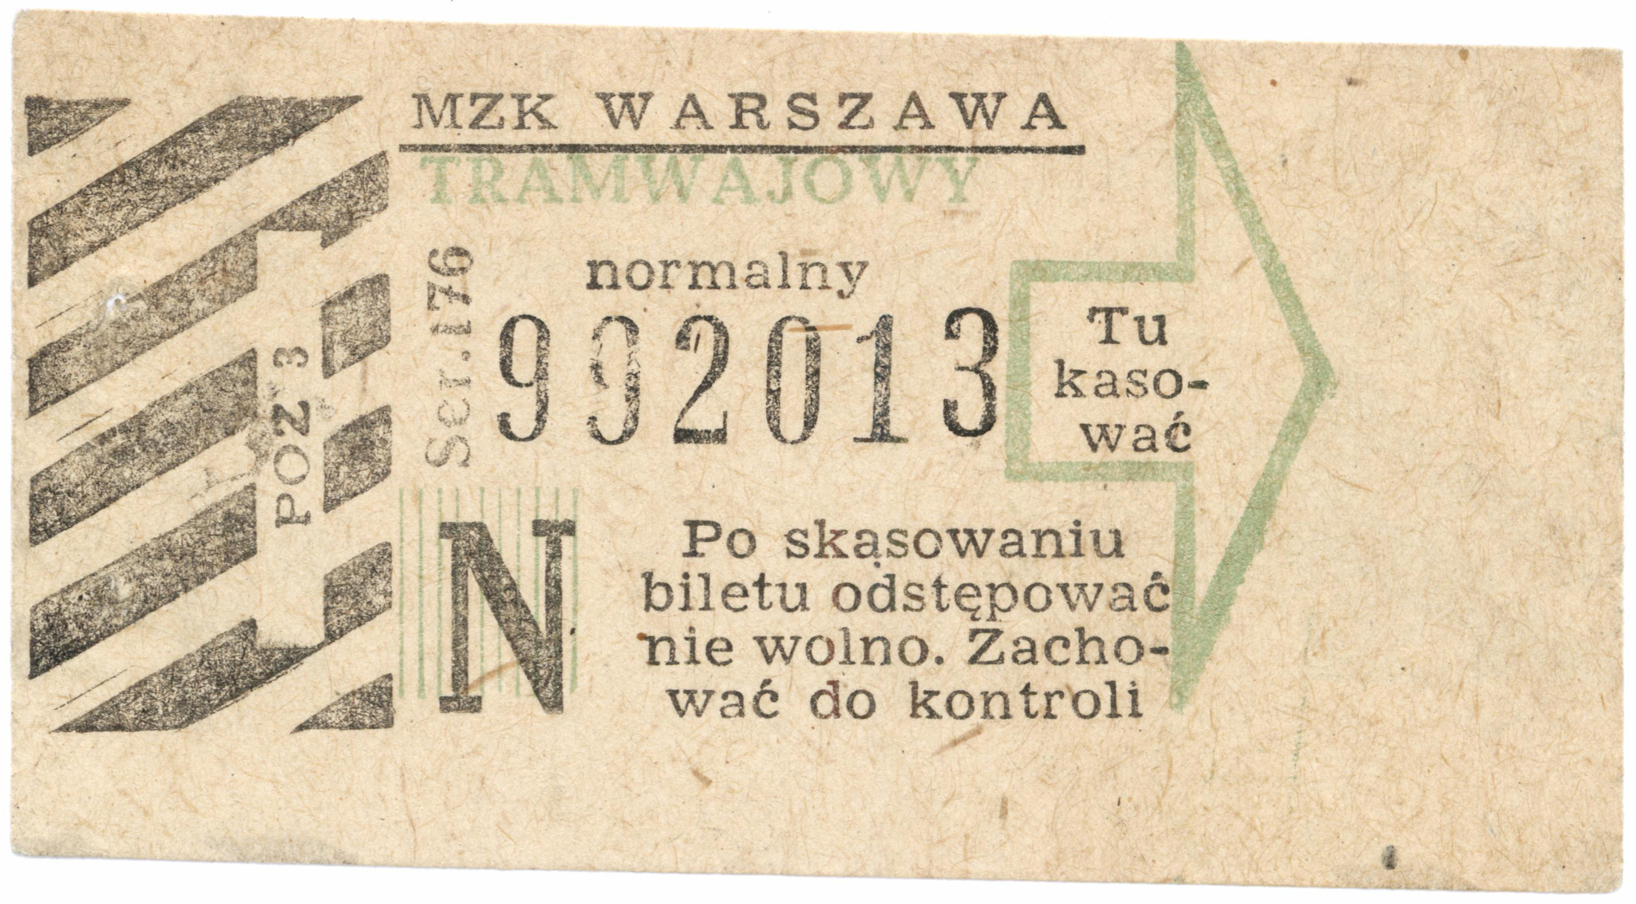 MZK WARSZAWA
TRAMWAJOWY
normalny
Ser.176
992013
POZ 3
Tu
kaso-
wać
N
Po skasowaniu
biletu odstępować
nie wolno. Zacho-
wać do kontroli